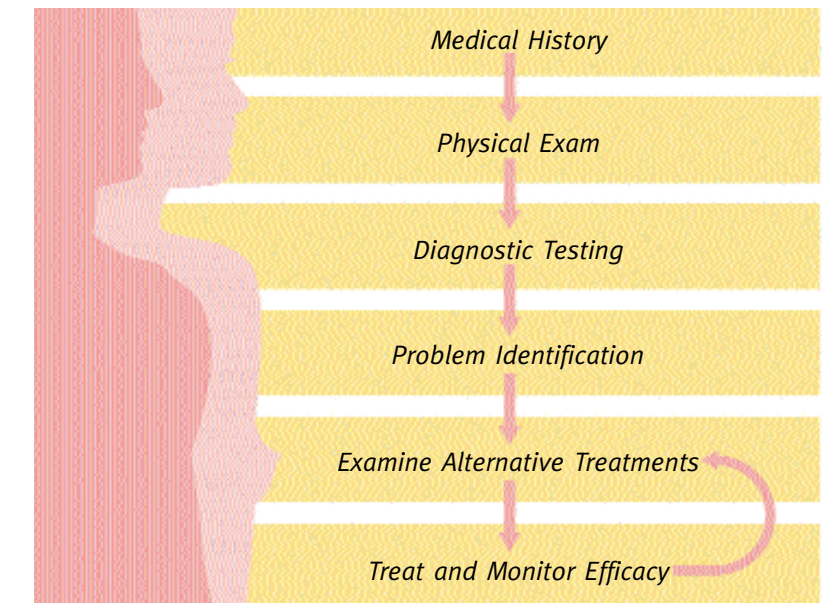 Medical History
Physical Exam
Diagnostic Testing
Problem Identification
Examine Alternative Treatments
Treat and Monitor Efficacy